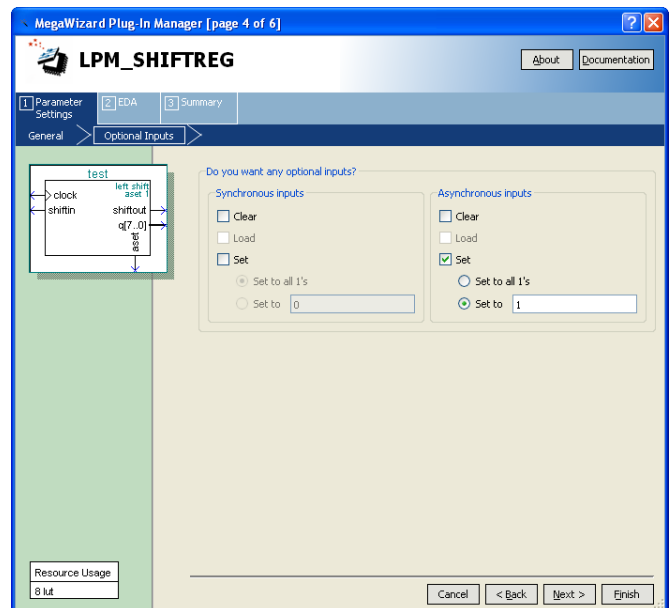 MegaWizard Plug-In Manager [page 4 of 6]
LPM_SHIFTREG
About
Documentation
1 Parameter Settings
2 EDA
3 Summary
General
Optional Inputs
test
left shift
aset 1
clock
shiftin
shiftout
q[7..0]
aset
Do you want any optional inputs?
Synchronous inputs
Clear
Load
Set
Set to all 1's
Set to 0
Asynchronous inputs
Clear
Load
Set
Set to all 1's
Set to 1
Resource Usage
8 lut
Cancel
< Back
Next >
Finish